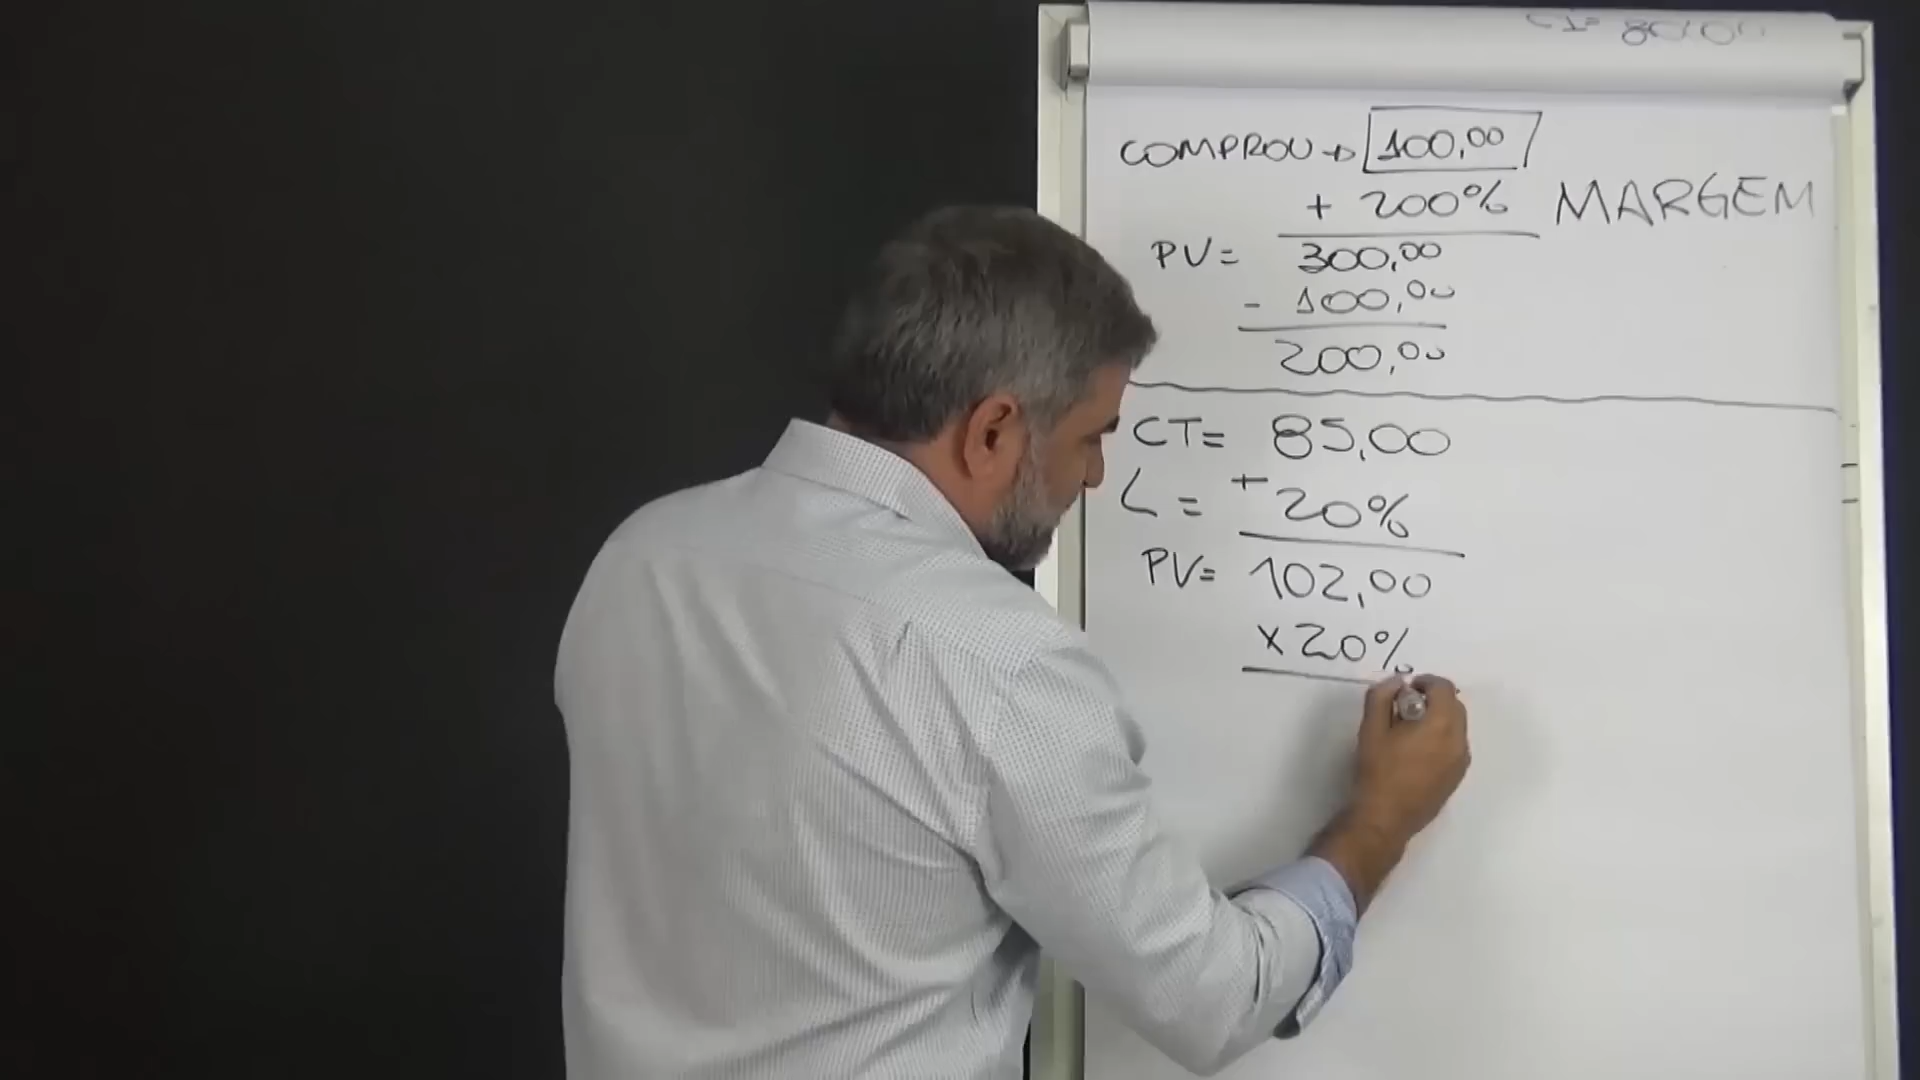 COMPROU → 100,00
+ 200% MARGEM
PV = 300,00
- 100,00
200,00
CT = 85,00
L = + 20%
PV = 102,00
x 20%